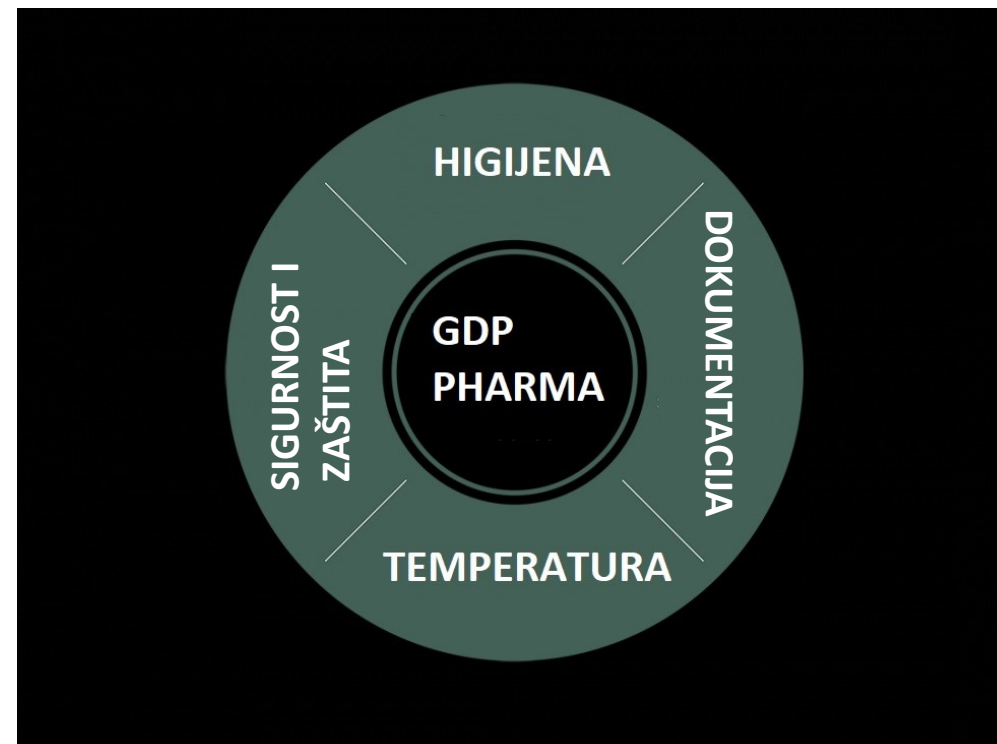 HIGIJENA
DOKUMENTACIJA
TEMPERATURA
SIGURNOST I
ZAŠTITA
GDP
PHARMA